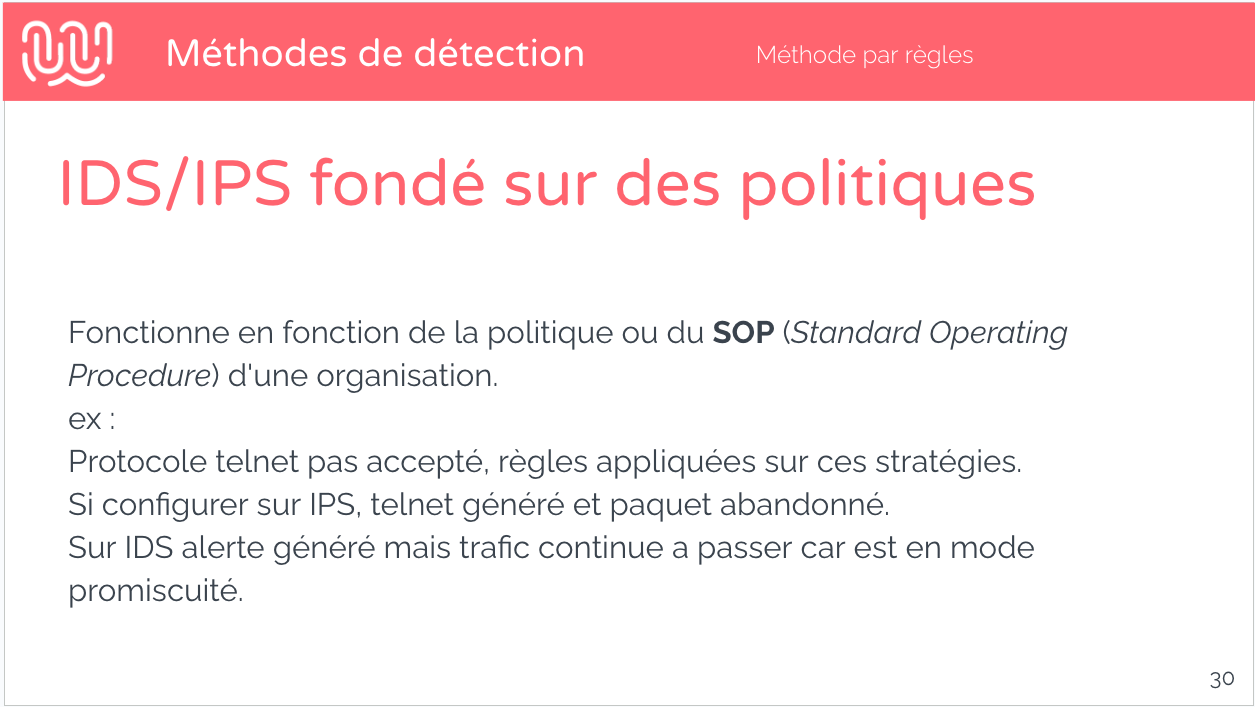 Méthodes de détection
Méthode par règles
IDS/IPS fondé sur des politiques
Fonctionne en fonction de la politique ou du SOP (Standard Operating
Procedure) d'une organisation.
ex :
Protocole telnet pas accepté, règles appliquées sur ces stratégies.
Si configurer sur IPS, telnet généré et paquet abandonné.
Sur IDS alerte généré mais trafic continue a passer car est en mode
promiscuité.
30